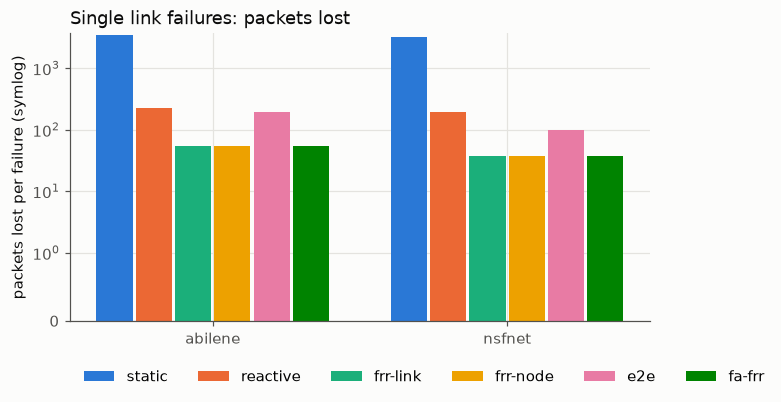 Single link failures: packets lost
packets lost per failure (symlog)
10³
10²
10¹
10⁰
0
abilene nsfnet
static reactive frr-link frr-node e2e fa-frr